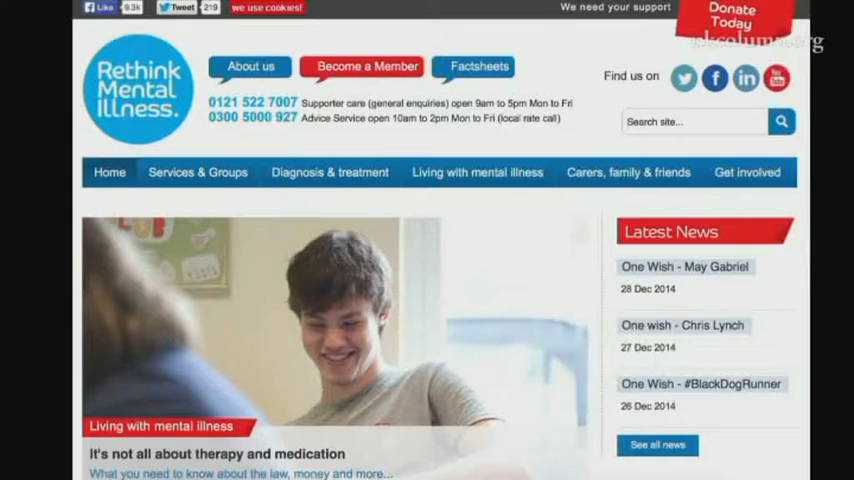 Like 9.3k Tweet 219 we use cookies!
We need your support
Donate
Today
ukcolumn.org
Rethink
Mental
Illness.
About us Become a Member Factsheets
0121 522 7007 Supporter care (general enquiries) open 9am to 5pm Mon to Fri
0300 5000 927 Advice Service open 10am to 2pm Mon to Fri (local rate call)
Find us on
You
Tube
Search site...
Home Services & Groups Diagnosis & treatment Living with mental illness Carers, family & friends Get involved
Latest News
One Wish - May Gabriel
28 Dec 2014
One wish - Chris Lynch
27 Dec 2014
One Wish - #BlackDogRunner
26 Dec 2014
See all news
Living with mental illness
It's not all about therapy and medication
What you need to know about the law, money and more...